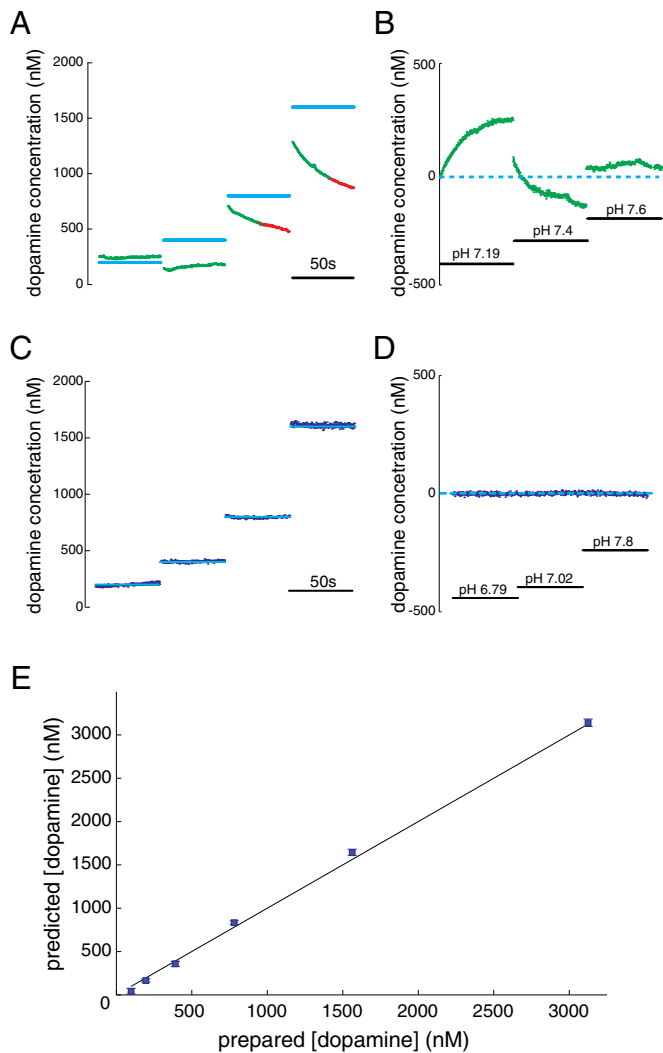 A
dopamine concentration (nM)
2000
1500
1000
500
0
50s
B
dopamine concentration (nM)
500
0
-500
pH 7.19
pH 7.4
pH 7.6
C
dopamine concetration (nM)
2000
1500
1000
500
0
50s
D
dopamine concentration (nM)
500
0
-500
pH 6.79
pH 7.02
pH 7.8
E
predicted [dopamine] (nM)
3000
2500
2000
1500
1000
500
0
500
1000
1500
2000
2500
3000
prepared [dopamine] (nM)